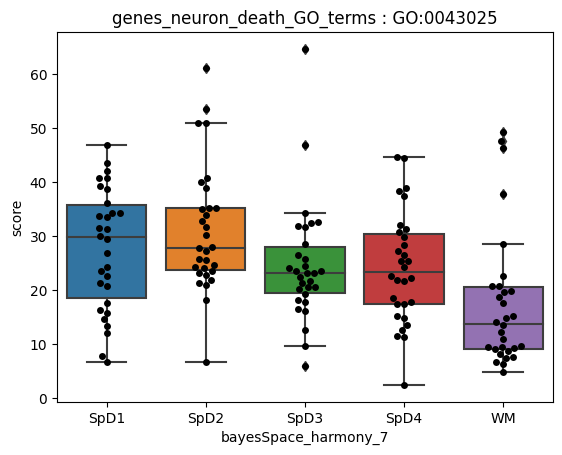 genes_neuron_death_GO_terms : GO:0043025
score
60
50
40
30
20
10
0
SpD1 SpD2 SpD3 SpD4 WM
bayesSpace_harmony_7